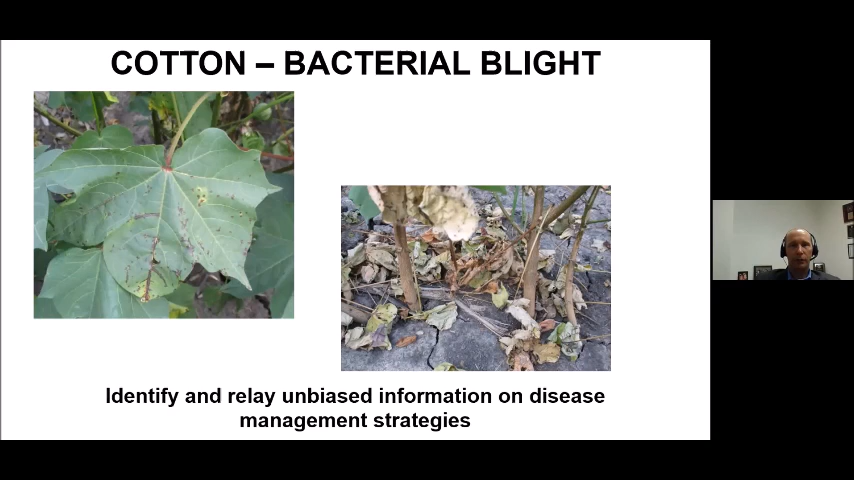 COTTON – BACTERIAL BLIGHT
Identify and relay unbiased information on disease
management strategies